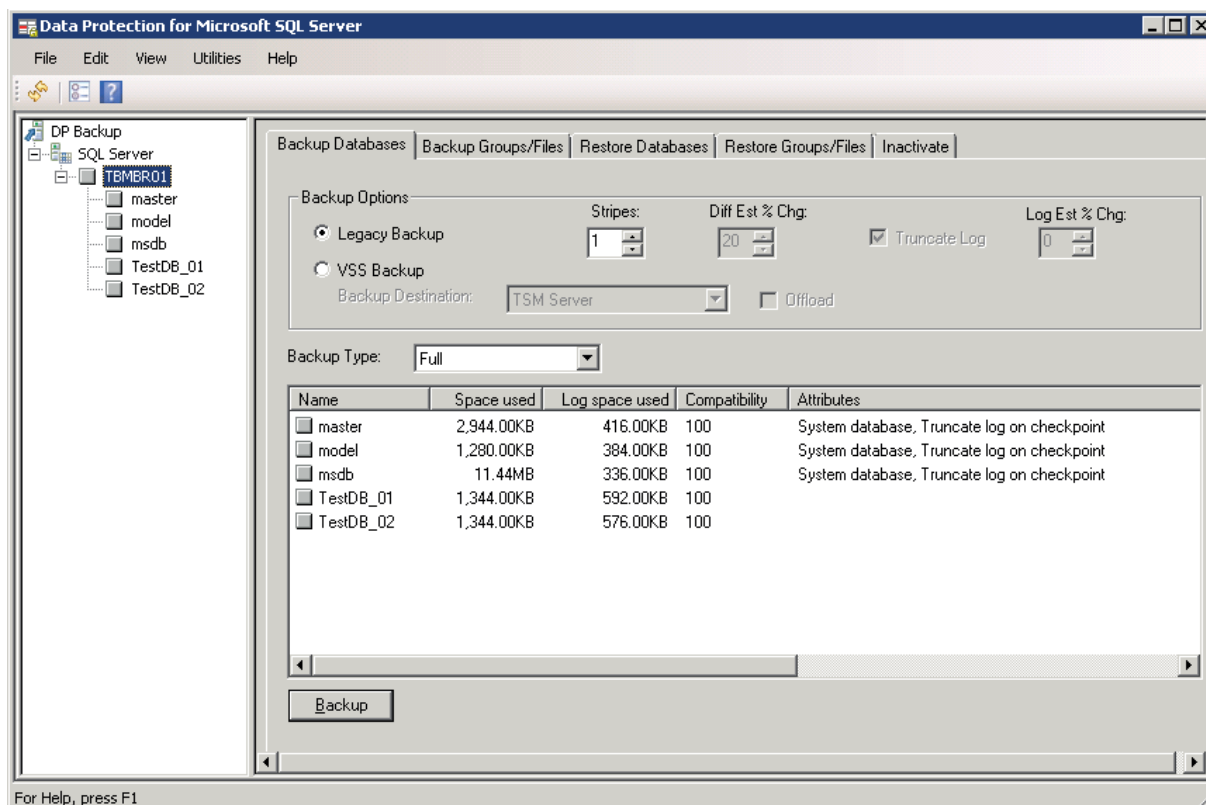 Data Protection for Microsoft SQL Server
File Edit View Utilities Help
DP Backup
SQL Server
TBMBR01
master
model
msdb
TestDB_01
TestDB_02
Backup Databases Backup Groups/Files Restore Databases Restore Groups/Files Inactivate
Backup Options
Stripes: Diff Est % Chg: Log Est % Chg:
Legacy Backup 1 20 Truncate Log 0
VSS Backup
Backup Destination: TSM Server Offload
Backup Type: Full
Name Space used Log space used Compatibility Attributes
master 2,944.00KB 416.00KB 100 System database, Truncate log on checkpoint
model 1,280.00KB 384.00KB 100 System database, Truncate log on checkpoint
msdb 11.44MB 336.00KB 100 System database, Truncate log on checkpoint
TestDB_01 1,344.00KB 592.00KB 100
TestDB_02 1,344.00KB 576.00KB 100
Backup
For Help, press F1